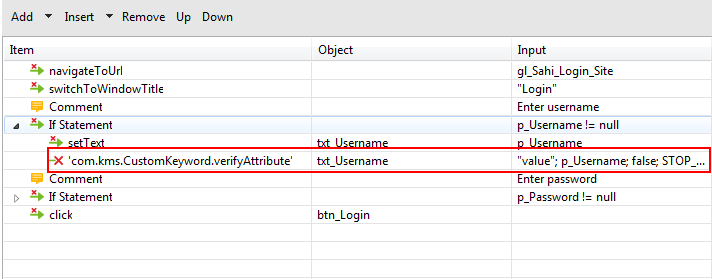 Add Insert Remove Up Down
Item Object Input
navigateToUrl gl_Sahi_Login_Site
switchToWindowTitle "Login"
Comment Enter username
If Statement p_Username != null
setText txt_Username p_Username
'com.kms.CustomKeyword.verifyAttribute' txt_Username "value"; p_Username; false; STOP_...
Comment Enter password
If Statement p_Password != null
click btn_Login